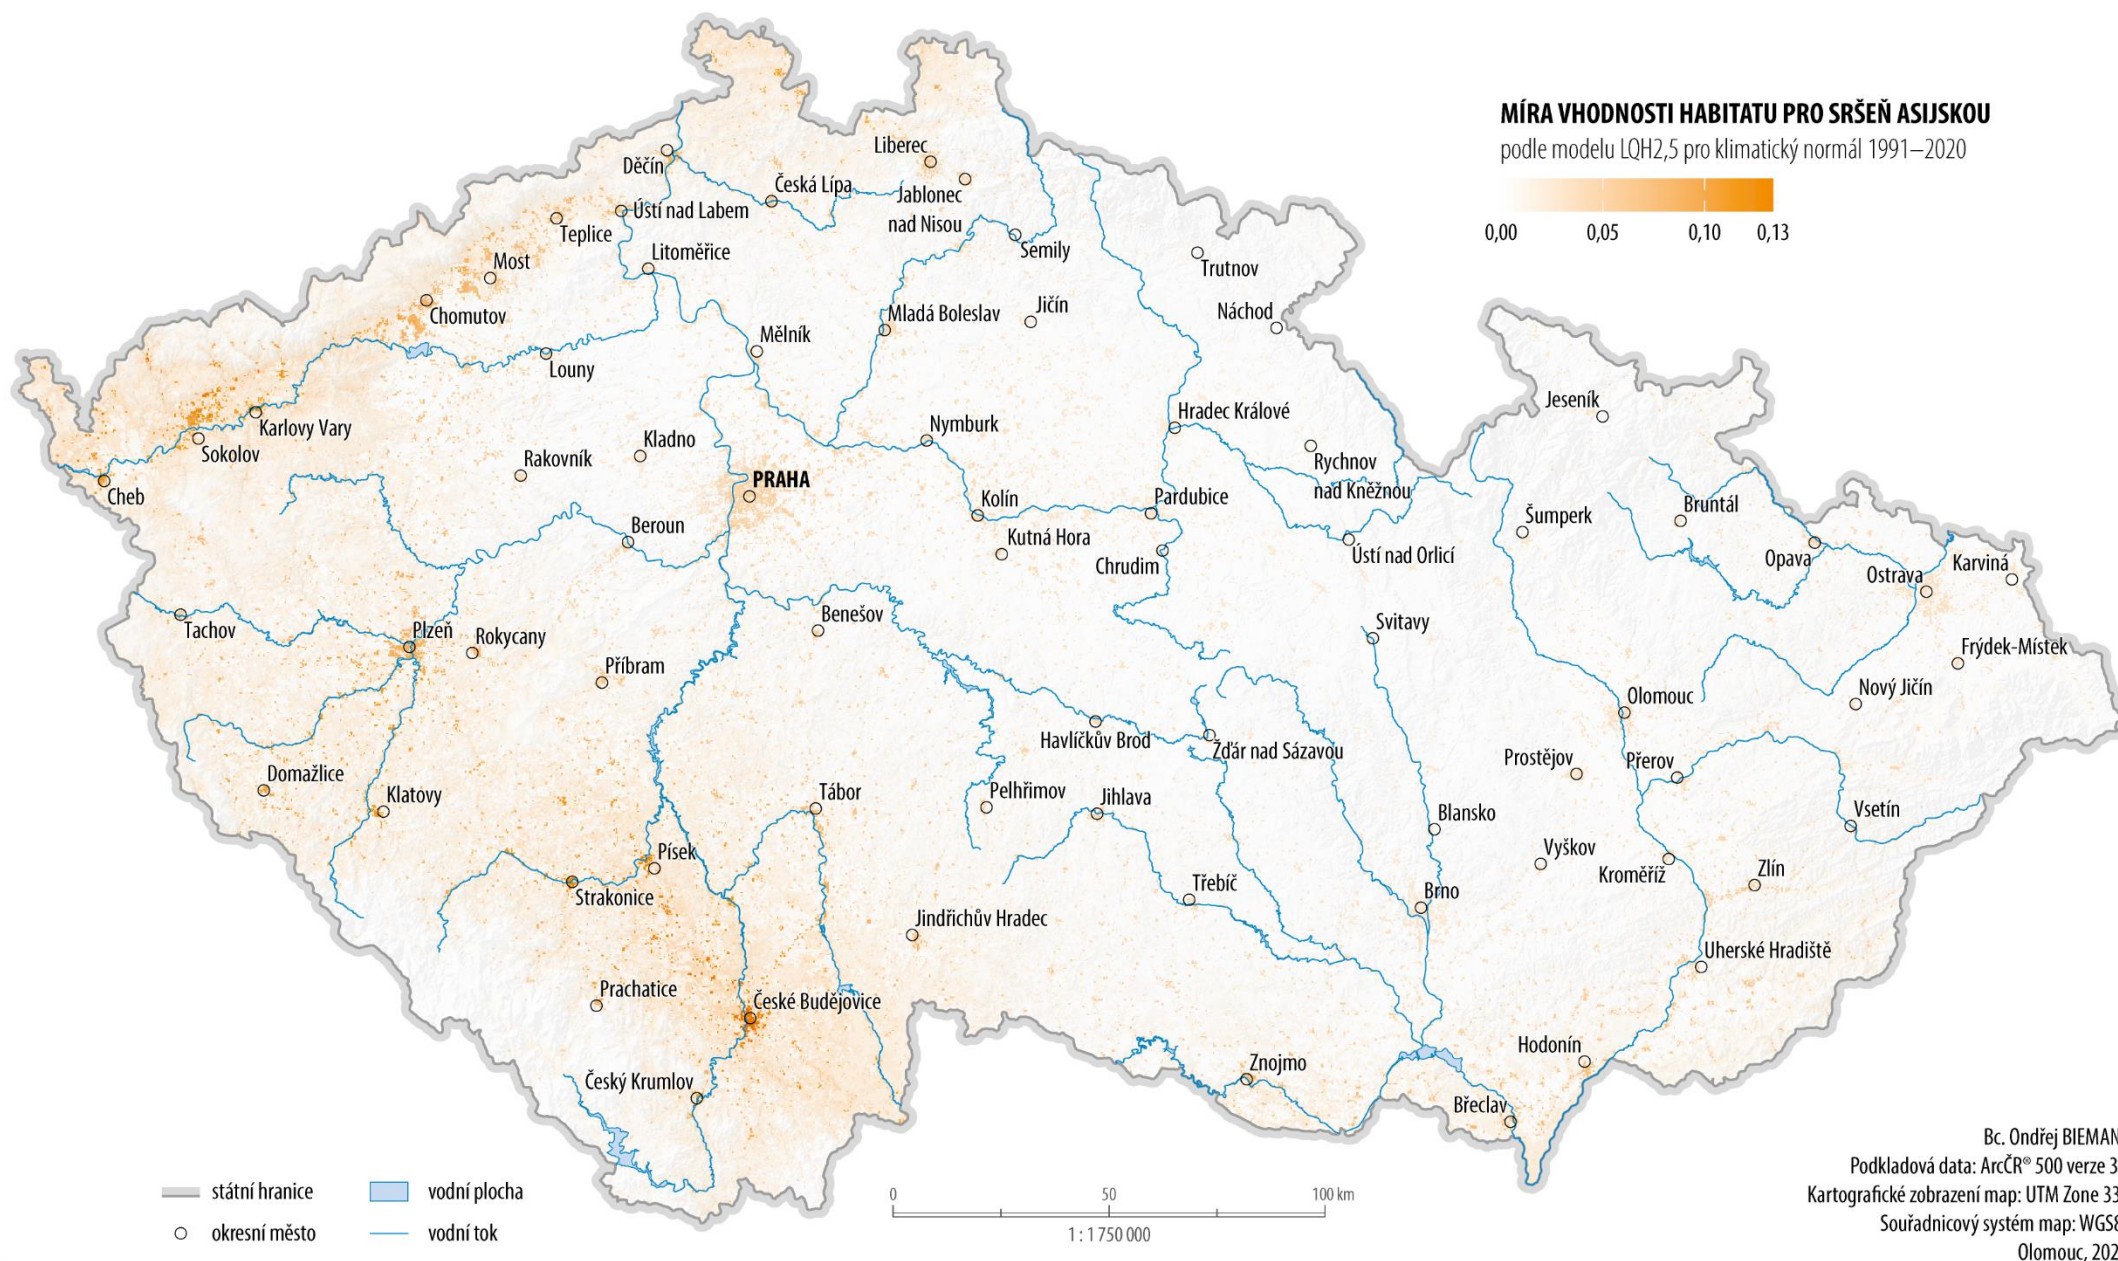 MÍRA VHODNOSTI HABITATU PRO SRŠEŇ ASIJSKOU
podle modelu LQH2,5 pro klimatický normál 1991–2020
0,00 0,05 0,10 0,13
Děčín
Liberec
Česká Lípa
Jablonec
nad Nisou
Ústí nad Labem
Teplice
Semily
Litoměřice
Most
Trutnov
Chomutov
Mladá Boleslav
Jičín
Náchod
Mělník
Louny
Jeseník
Karlovy Vary
Hradec Králové
Sokolov
Nymburk
Kladno
Rakovník
Rychnov
nad Kněžnou
PRAHA
Cheb
Kolín
Pardubice
Bruntál
Šumperk
Beroun
Kutná Hora
Chrudim
Ústí nad Orlicí
Opava
Karviná
Ostrava
Tachov
Benešov
Svitavy
Plzeň
Rokycany
Příbram
Frýdek-Místek
Olomouc
Nový Jičín
Havlíčkův Brod
Žďár nad Sázavou
Prostějov
Přerov
Domažlice
Klatovy
Tábor
Pelhřimov
Jihlava
Blansko
Vsetín
Písek
Vyškov
Kroměříž
Zlín
Strakonice
Třebíč
Brno
Jindřichův Hradec
Uherské Hradiště
Prachatice
České Budějovice
Hodonín
Znojmo
Český Krumlov
Břeclav
státní hranice
vodní plocha
okresní město
vodní tok
0 50 100 km
1 : 1 750 000
Bc. Ondřej BIEMAN
Podkladová data: ArcČR® 500 verze 3
Kartografické zobrazení map: UTM Zone 33
Souřadnicový systém map: WGS8
Olomouc, 202